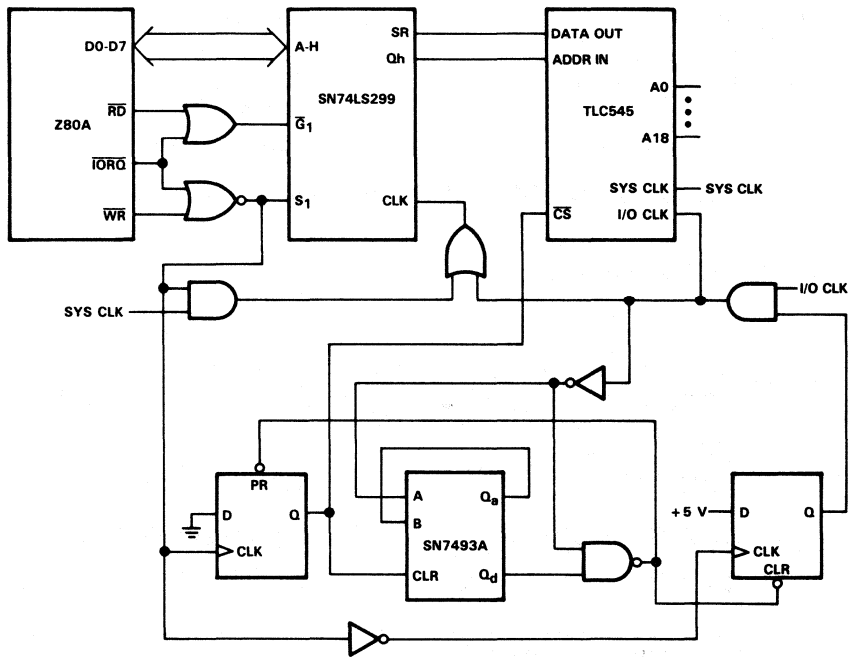 D0-D7
A-H
SR
DATA OUT
Qh
ADDR IN
SN74LS299
A0
TLC545
RD
Z80A
G1
A18
IORQ
SYS CLK
SYS CLK
S1
CLK
WR
CS
I/O CLK
I/O CLK
SYS CLK
PR
D
Q
CLK
A
Qa
B
SN7493A
CLR
Qd
+5 V
D
Q
CLK
CLR